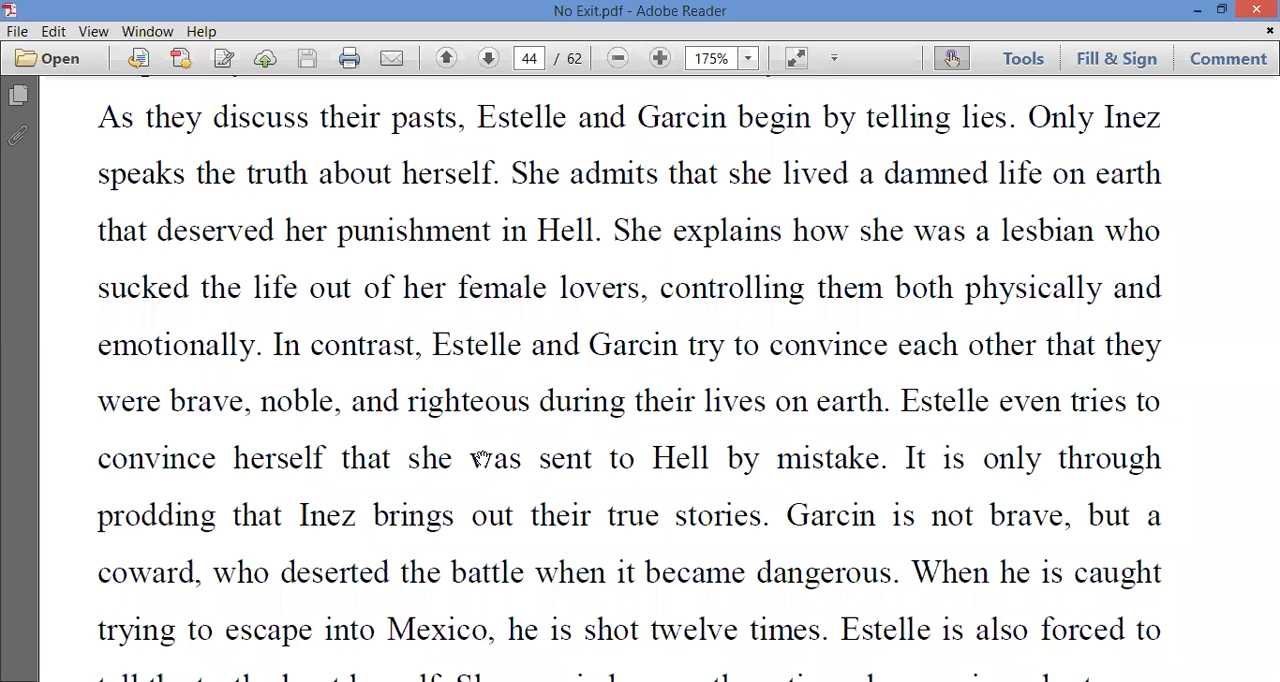 No Exit.pdf - Adobe Reader
File Edit View Window Help
Open 44 / 62 175% Tools Fill & Sign Comment
As they discuss their pasts, Estelle and Garcin begin by telling lies. Only Inez
speaks the truth about herself. She admits that she lived a damned life on earth
that deserved her punishment in Hell. She explains how she was a lesbian who
sucked the life out of her female lovers, controlling them both physically and
emotionally. In contrast, Estelle and Garcin try to convince each other that they
were brave, noble, and righteous during their lives on earth. Estelle even tries to
convince herself that she was sent to Hell by mistake. It is only through
prodding that Inez brings out their true stories. Garcin is not brave, but a
coward, who deserted the battle when it became dangerous. When he is caught
trying to escape into Mexico, he is shot twelve times. Estelle is also forced to